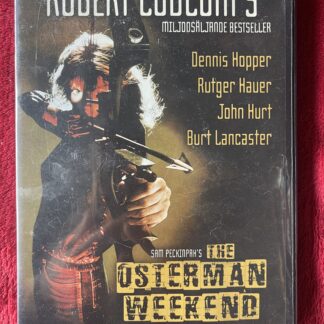 ROBERT LUDLUM'S
MILJONSÄLJANDE BESTSELLER
Dennis Hopper
Rutger Hauer
John Hurt
Burt Lancaster
SAM PECKINPAH'S THE
OSTERMAN
WEEKEND